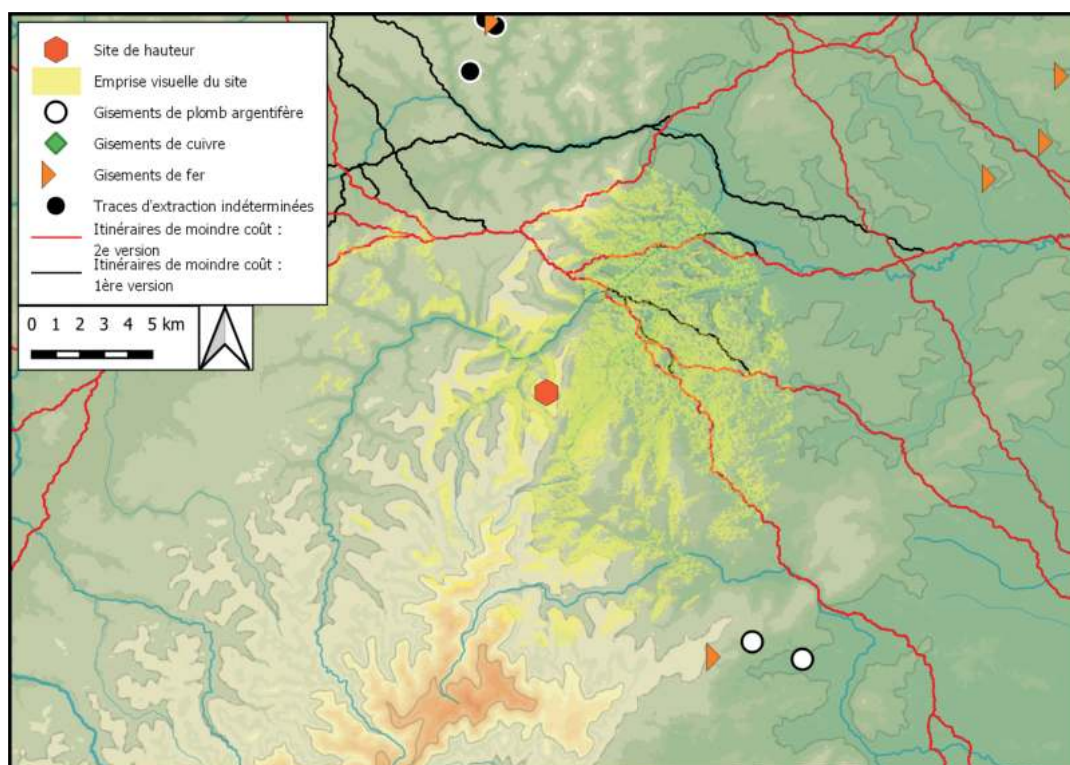 Site de hauteur
Emprise visuelle du site
Gisements de plomb argentifère
Gisements de cuivre
Gisements de fer
Traces d'extraction indéterminées
Itinéraires de moindre coût :
2e version
Itinéraires de moindre coût :
1ère version
0 1 2 3 4 5 km